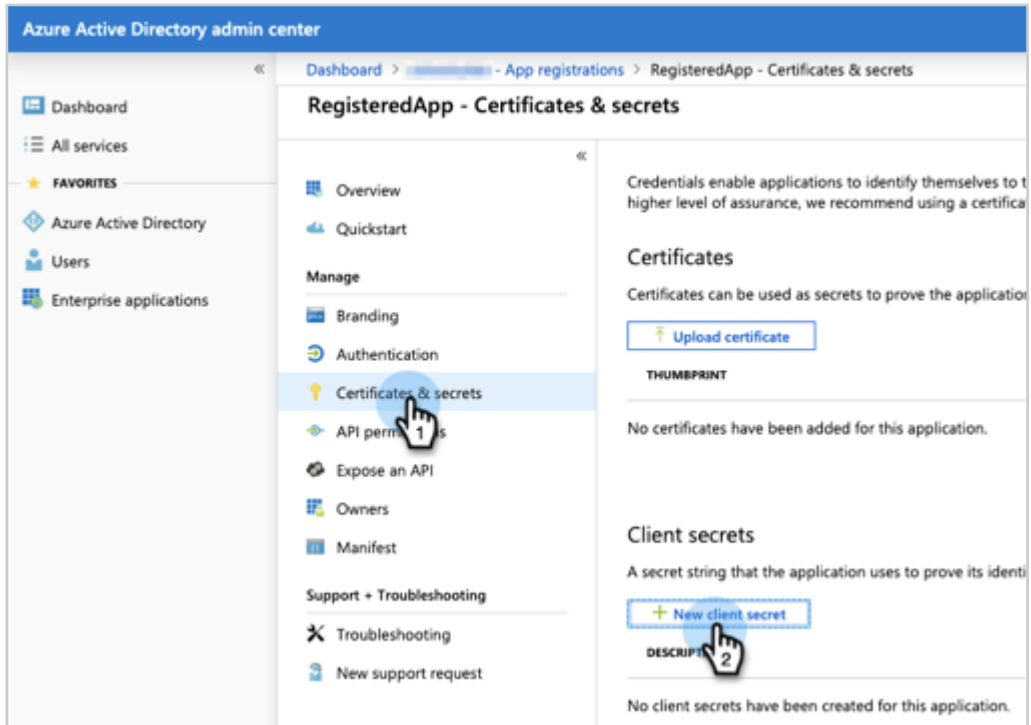 Azure Active Directory admin center
Dashboard > - App registrations > RegisteredApp - Certificates & secrets
RegisteredApp - Certificates & secrets
Dashboard
All services
FAVORITES
Azure Active Directory
Users
Enterprise applications
Overview
Quickstart
Manage
Branding
Authentication
Certificates & secrets
1
API permissions
Expose an API
Owners
Manifest
Support + Troubleshooting
Troubleshooting
New support request
Credentials enable applications to identify themselves to t
higher level of assurance, we recommend using a certifica
Certificates
Certificates can be used as secrets to prove the application
Upload certificate
THUMBPRINT
No certificates have been added for this application.
Client secrets
A secret string that the application uses to prove its identi
New client secret
2
DESCRIPT
No client secrets have been created for this application.